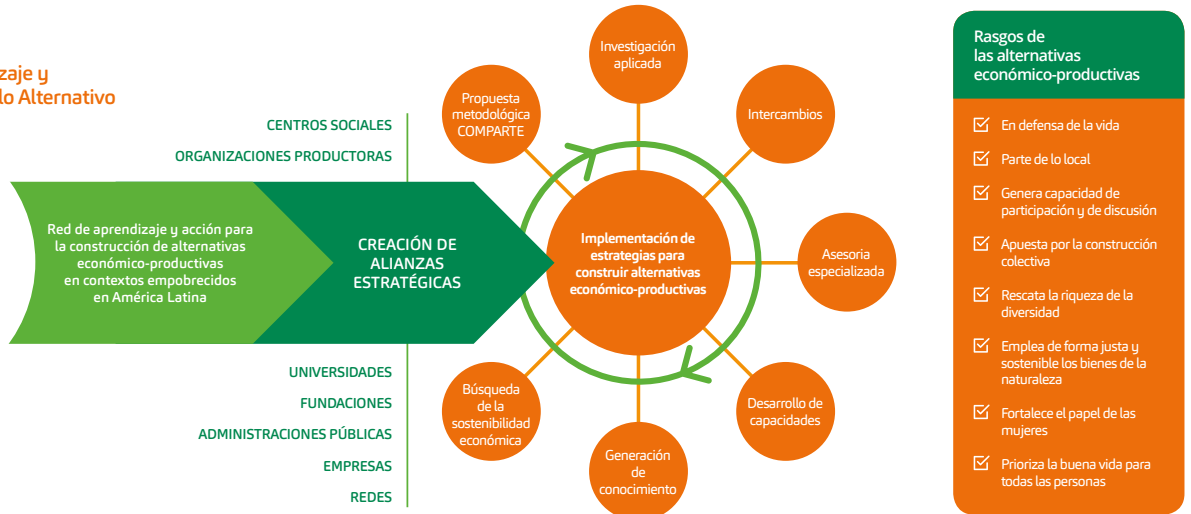 zaje y
lo Alternativo
CENTROS SOCIALES
ORGANIZACIONES PRODUCTORAS
Red de aprendizaje y acción para
la construcción de alternativas
económico-productivas
en contextos empobrecidos
en América Latina
CREACIÓN DE
ALIANZAS
ESTRATÉGICAS
UNIVERSIDADES
FUNDACIONES
ADMINISTRACIONES PÚBLICAS
EMPRESAS
REDES
Implementación de
estrategias para
construir alternativas
económico-productivas
Propuesta
metodológica
COMPARTE
Investigación
aplicada
Intercambios
Asesoria
especializada
Desarrollo de
capacidades
Generación
de
conocimiento
Búsqueda
de la
sostenibilidad
económica
Rasgos de
las alternativas
económico-productivas
En defensa de la vida
Parte de lo local
Genera capacidad de
participación y de discusión
Apuesta por la construcción
colectiva
Rescata la riqueza de la
diversidad
Emplea de forma justa y
sostenible los bienes de la
naturaleza
Fortalece el papel de las
mujeres
Prioriza la buena vida para
todas las personas